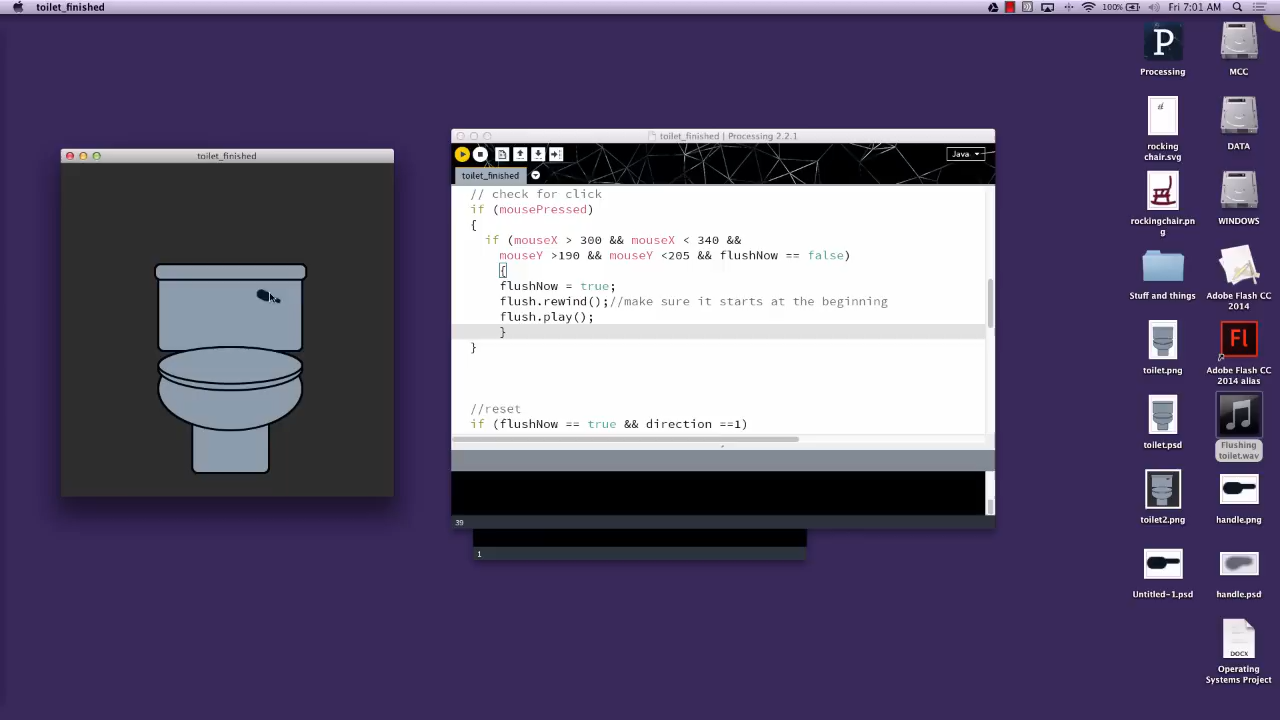 toilet_finished
100%
Fri 7:01 AM
Processing
MCC
rocking
chair.svg
DATA
rockingchair.pn
g
WINDOWS
Stuff and things
Adobe Flash CC
2014
toilet.png
Adobe Flash CC
2014 alias
toilet.psd
Flushing
toilet.wav
toilet2.png
handle.png
Untitled-1.psd
handle.psd
DOCX
Operating
Systems Project
toilet_finished
toilet_finished | Processing 2.2.1
Java
toilet_finished
// check for click
if (mousePressed)
{
if (mouseX > 300 && mouseX < 340 &&
mouseY >190 && mouseY <205 && flushNow == false)
{
flushNow = true;
flush.rewind();//make sure it starts at the beginning
flush.play();
}
}
//reset
if (flushNow == true && direction ==1)
39
1